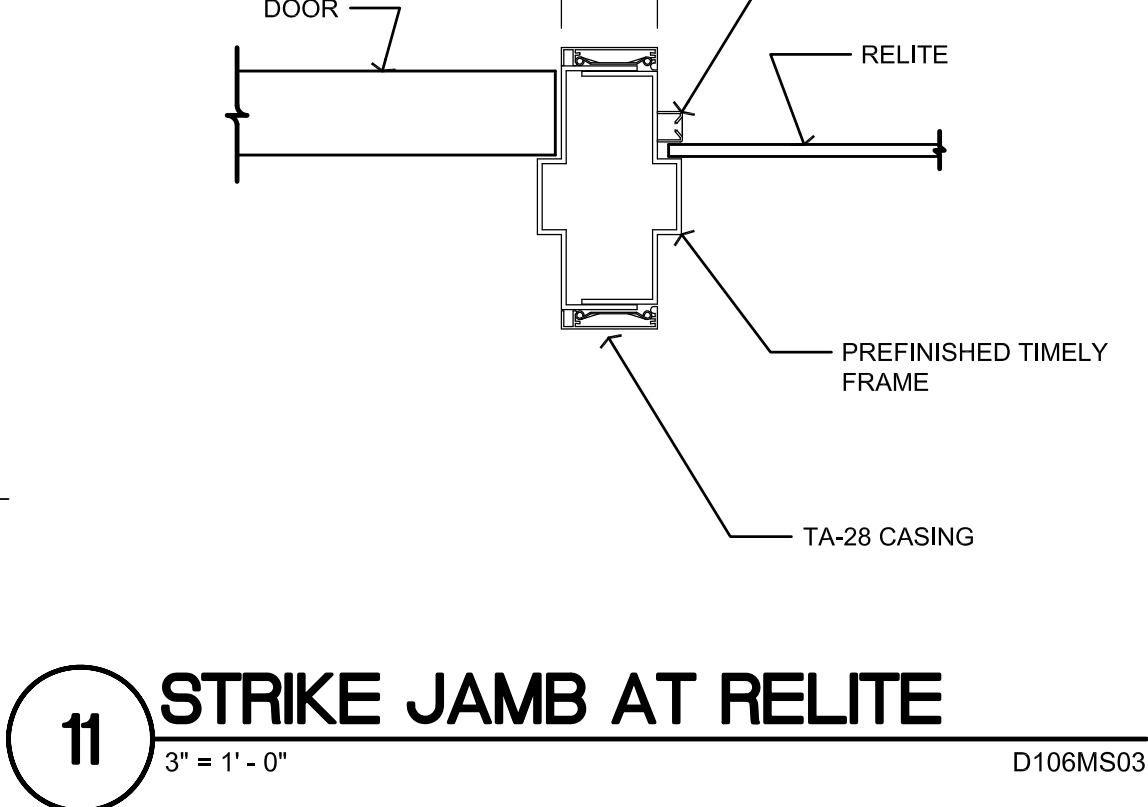 DOOR
RELITE
PREFINISHED TIMELY
FRAME
TA-28 CASING
11
STRIKE JAMB AT RELITE
3" = 1' - 0"
D106MS03